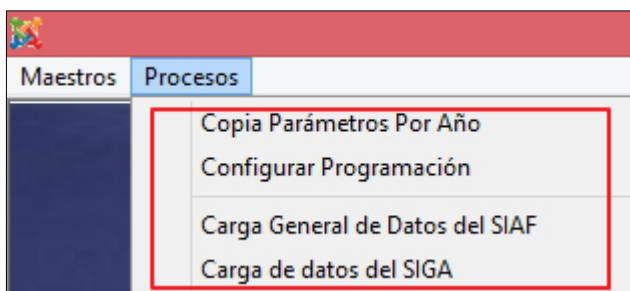 Maestros Procesos
Copia Parámetros Por Año
Configurar Programación
Carga General de Datos del SIAF
Carga de datos del SIGA